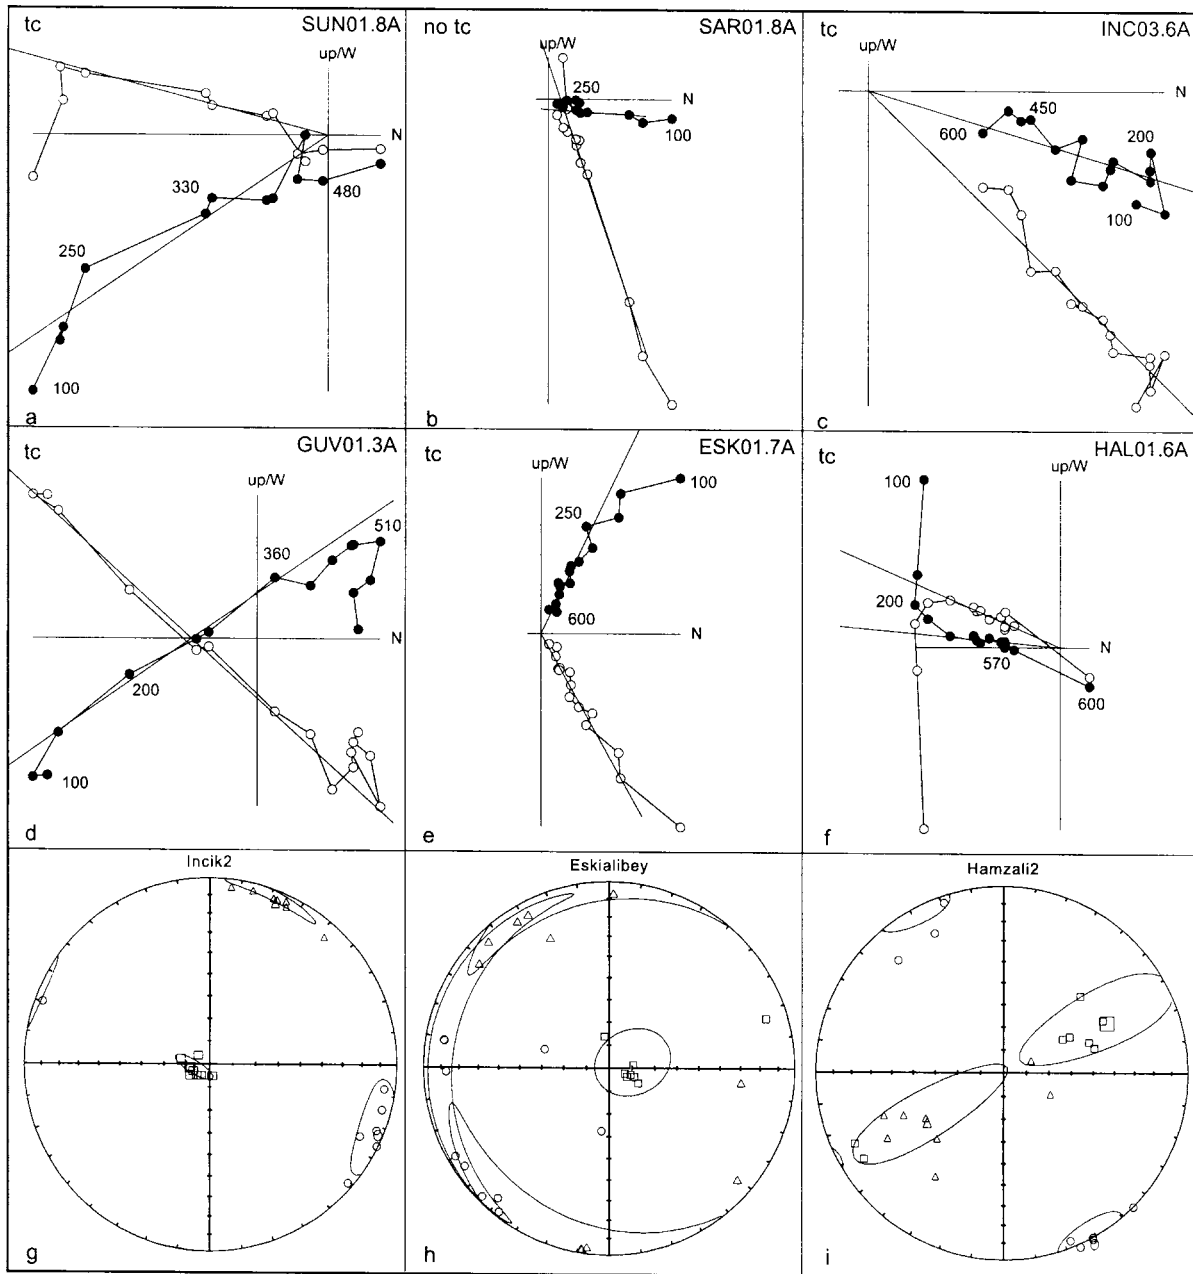 tc SUN01.8A
up/W
N
330
480
250
100
a
no tc SAR01.8A
up/W
250
N
100
b
tc INC03.6A
up/W
N
450
600
200
100
c
tc GUV01.3A
up/W
510
360
N
200
100
d
tc ESK01.7A
up/W
100
250
600
N
e
tc HAL01.6A
up/W
100
200
N
570
600
f
Incik2
g
Eskialibey
h
Hamzali2
i